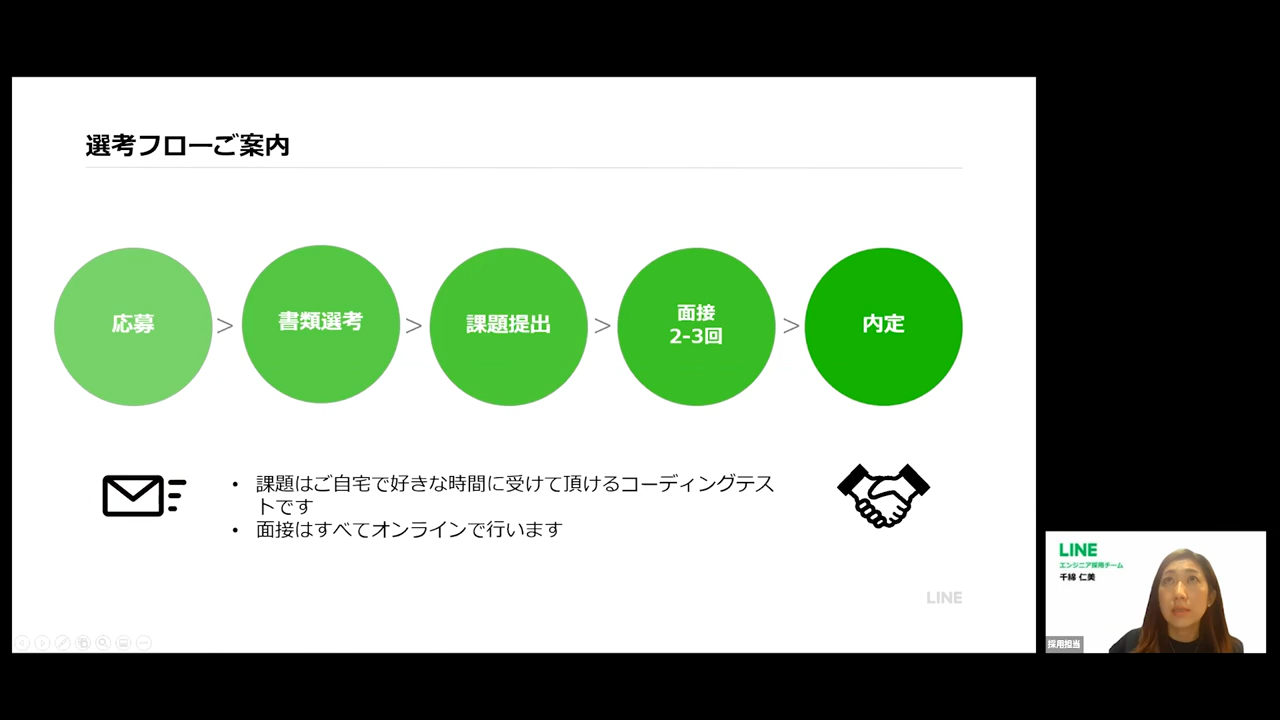 選考フローご案内
応募
>
書類選考
>
課題提出
>
面接
2-3回
>
内定
• 課題はご自宅で好きな時間に受けて頂けるコーディングテス
トです
• 面接はすべてオンラインで行います
LINE
LINE
エンジニア採用チーム
千綿 仁美
採用担当